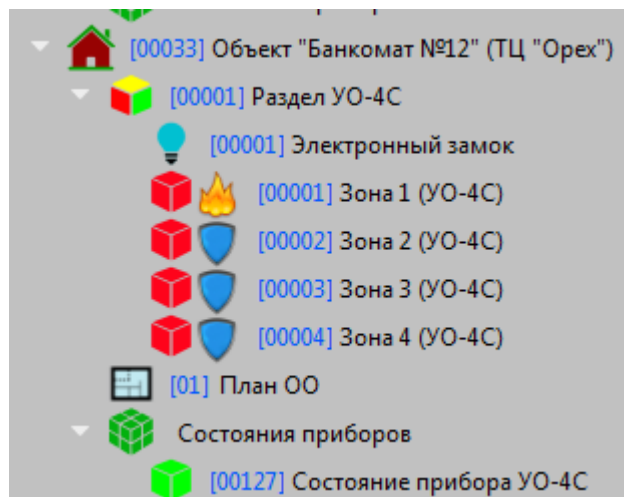 [00033] Объект "Банкомат №12" (ТЦ "Орех")
[00001] Раздел УО-4С
[00001] Электронный замок
[00001] Зона 1 (УО-4С)
[00002] Зона 2 (УО-4С)
[00003] Зона 3 (УО-4С)
[00004] Зона 4 (УО-4С)
[01] План ОО
Состояния приборов
[00127] Состояние прибора УО-4С